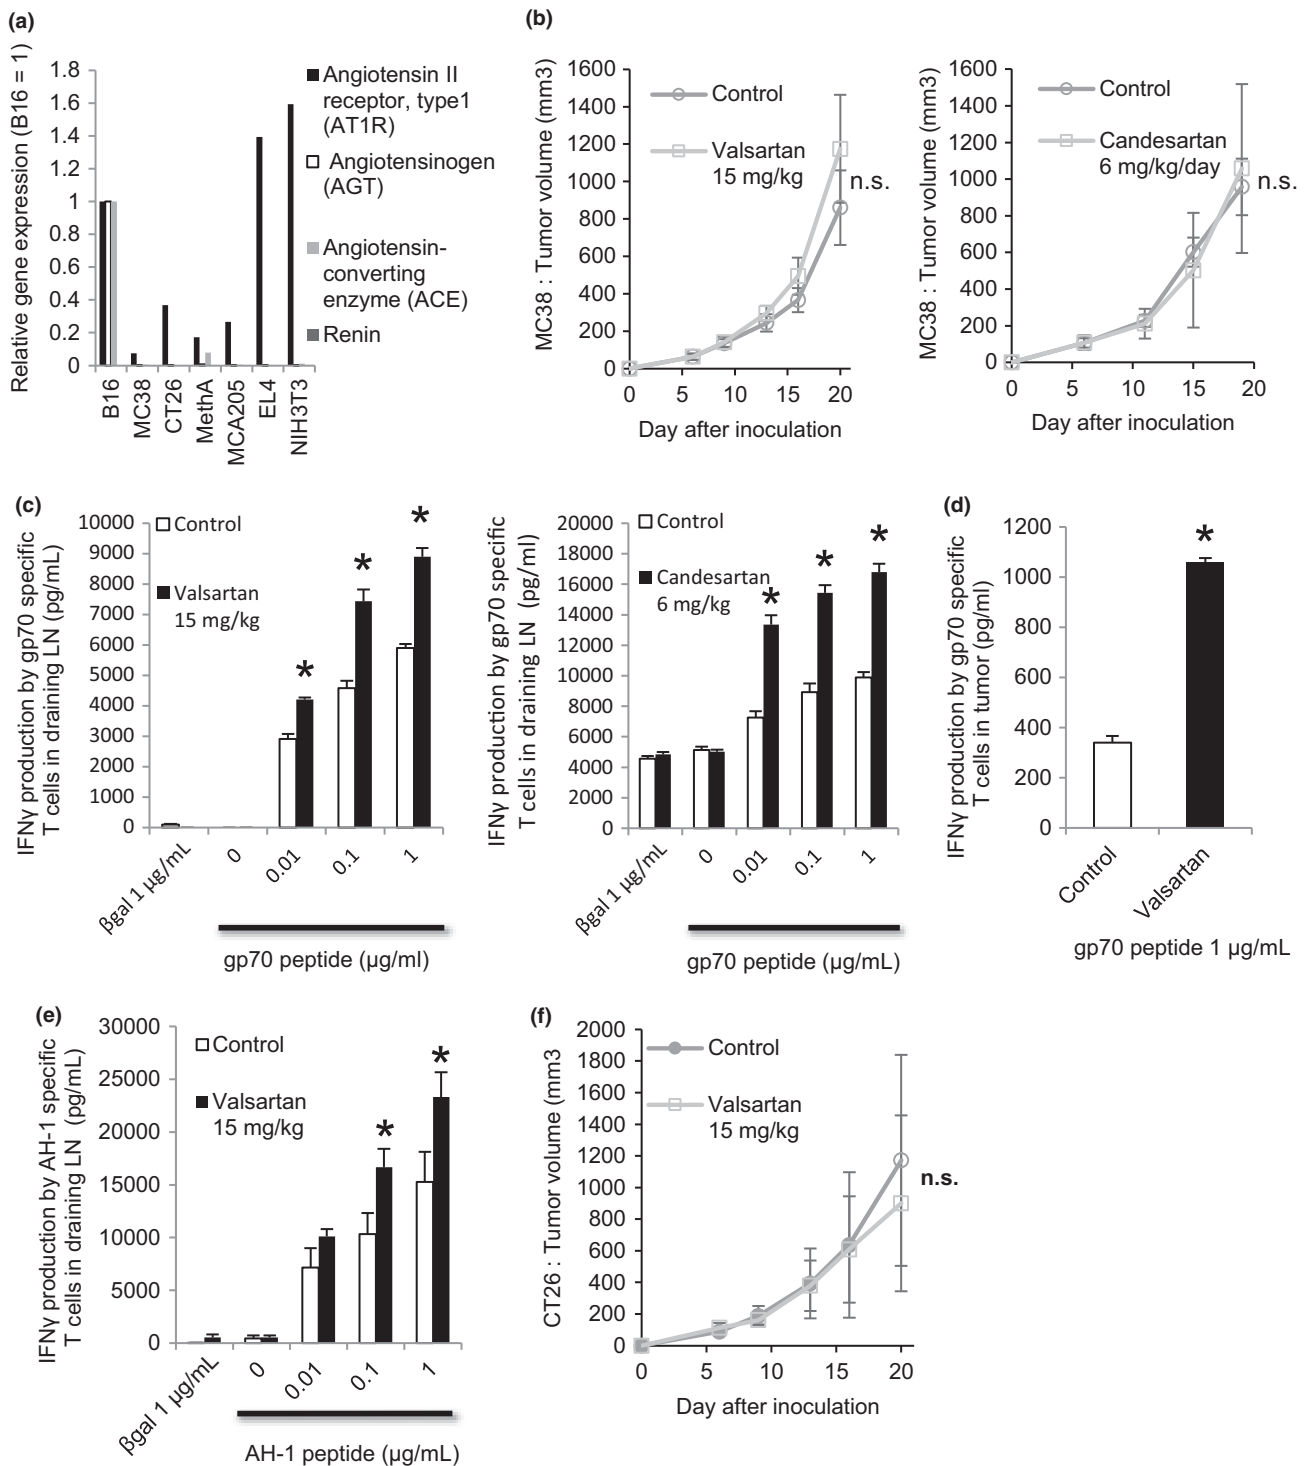 (a)
Relative gene expression (B16 = 1)
1.8
1.6
1.4
1.2
1
0.8
0.6
0.4
0.2
0
B16
MC38
CT26
MethA
MCA205
EL4
NIH3T3
Angiotensin II
receptor, type1
(AT1R)
Angiotensinogen
(AGT)
Angiotensin-
converting
enzyme (ACE)
Renin
(b)
MC38 : Tumor volume (mm3)
1600
1400
1200
1000
800
600
400
200
0
0 5 10 15 20
Day after inoculation
Control
Valsartan
15 mg/kg
n.s.
MC38 : Tumor volume (mm3)
1600
1400
1200
1000
800
600
400
200
0
0 5 10 15 20
Day after inoculation
Control
Candesartan
6 mg/kg/day
n.s.
(c)
IFNγ production by gp70 specific
T cells in draining LN (pg/mL)
10000
9000
8000
7000
6000
5000
4000
3000
2000
1000
0
Control
Valsartan
15 mg/kg
*
*
*
βgal 1 µg/mL
0
0.01
0.1
1
gp70 peptide (µg/ml)
IFNγ production by gp70 specific
T cells in draining LN (pg/ml)
20000
18000
16000
14000
12000
10000
8000
6000
4000
2000
0
Control
Candesartan
6 mg/kg
*
*
*
βgal 1 µg/mL
0
0.01
0.1
1
gp70 peptide (µg/mL)
(d)
IFNγ production by gp70 specific
T cells in tumor (pg/ml)
1200
1000
800
600
400
200
0
*
Control
Valsartan
gp70 peptide 1 µg/mL
(e)
IFNγ production by AH-1 specific
T cells in draining LN (pg/mL)
30000
25000
20000
15000
10000
5000
0
Control
Valsartan
15 mg/kg
*
*
βgal 1 µg/mL
0
0.01
0.1
1
AH-1 peptide (µg/mL)
(f)
CT26 : Tumor volume (mm3
2000
1800
1600
1400
1200
1000
800
600
400
200
0
0 5 10 15 20
Day after inoculation
Control
Valsartan
15 mg/kg
n.s.